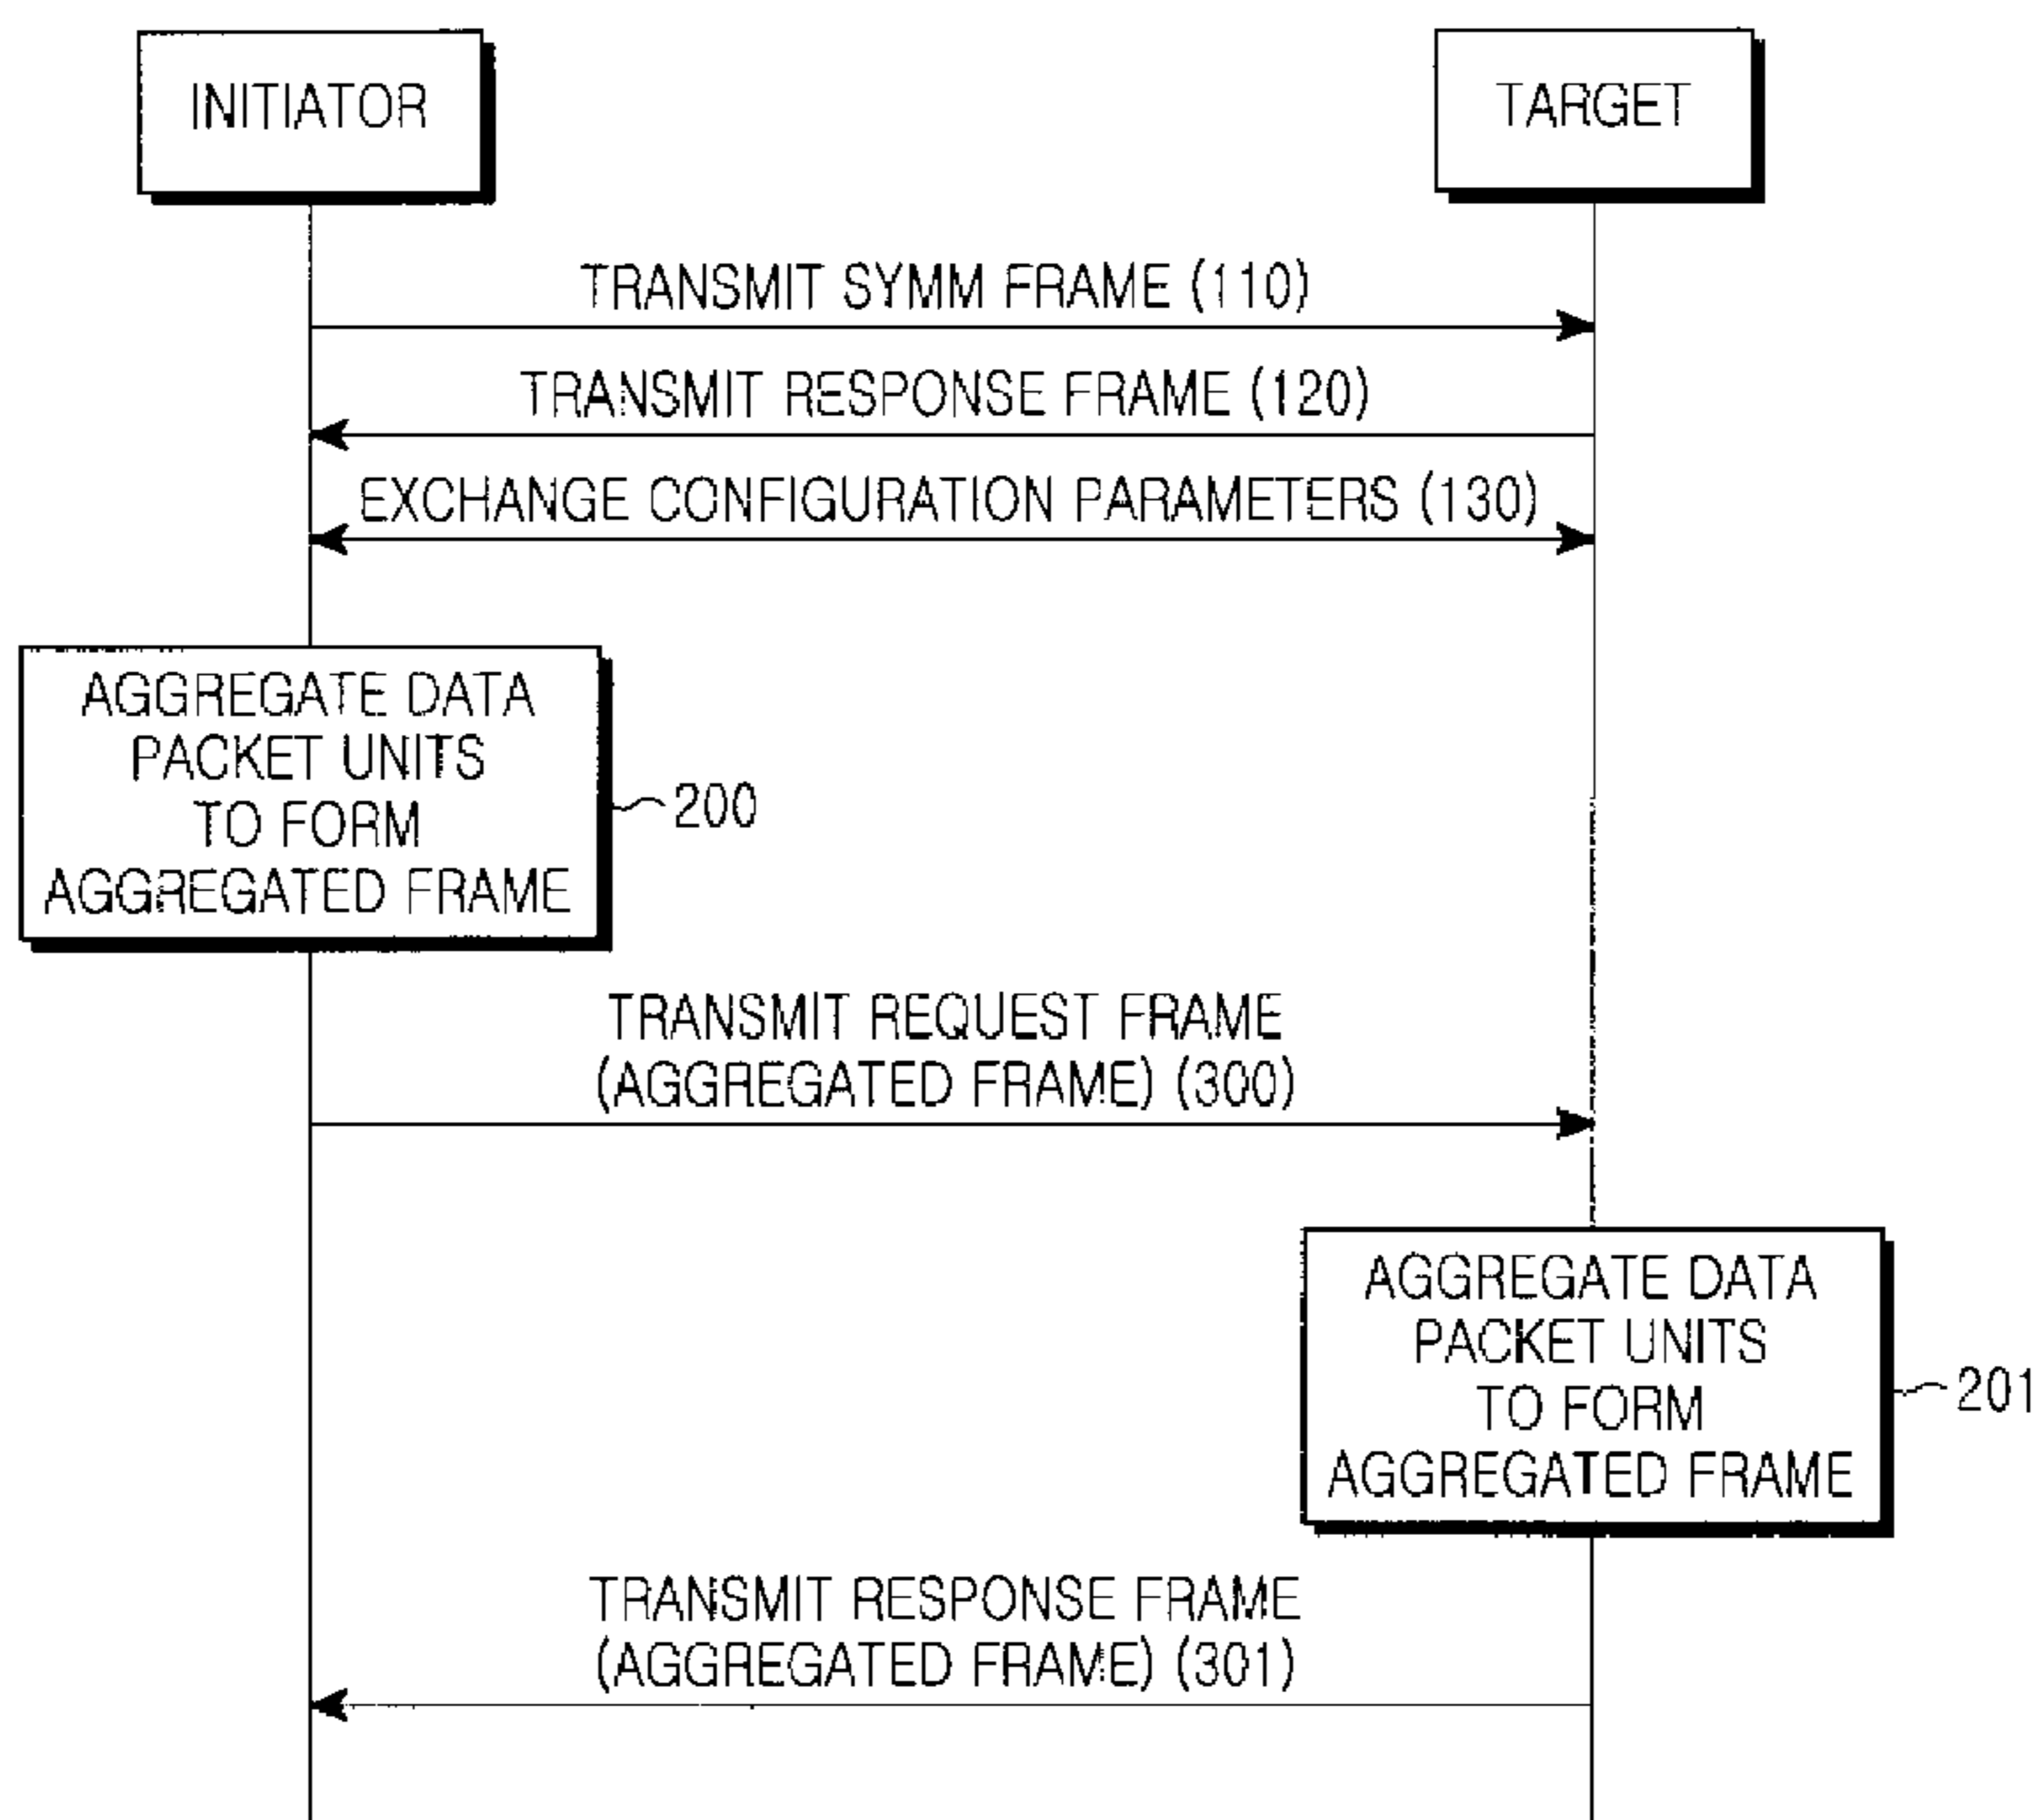 INITIATOR
TARGET
TRANSMIT SYMM FRAME (110)
TRANSMIT RESPONSE FRAME (120)
EXCHANGE CONFIGURATION PARAMETERS (130)
AGGREGATE DATA
PACKET UNITS
TO FORM
AGGREGATED FRAME
200
TRANSMIT REQUEST FRAME
(AGGREGATED FRAME) (300)
AGGREGATE DATA
PACKET UNITS
TO FORM
AGGREGATED FRAME
201
TRANSMIT RESPONSE FRAME
(AGGREGATED FRAME) (301)